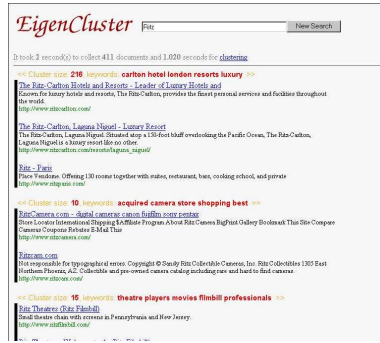 EigenCluster Ritz New Search
It took 2 second(s) to collect 411 documents and 1.020 seconds for clustering
<< Cluster size: 216, keywords: carlton hotel london resorts luxury >>
The Ritz-Carlton Hotels and Resorts - Leader of Luxury Hotels and
Known for luxury hotels and resorts, The Ritz-Carlton, provides the finest personal services and facilities throughout
the world.
http://www.ritzcarlton.com/
The Ritz-Carlton, Laguna Niguel - Luxury Resort
The Ritz-Carlton, Laguna Niguel. Situated atop a 150-foot bluff overlooking the Pacific Ocean, The Ritz-Carlton,
Laguna Niguel is a luxury resort like no other.
http://www.ritzcarlton.com/resorts/laguna_niguel/
Ritz - Paris
Place Vendome. Offering 130 rooms together with suites, restaurant, bars, cooking school, and private
http://www.ritzparis.com/
<< Cluster size: 10, keywords: acquired camera store shopping best >>
RitzCamera.com - digital cameras canon fujifilm sony pentax
Store Locator International Shipping $Affiliate Program About Ritz Camera BigPrint Gallery Bookmark This Site Compare
Cameras Coupons Rebates E-Mail This
http://www.ritzcamera.com/
Ritzcam.com
Not responsible for typographical errors. Copyright © Sandy Ritz Collectible Cameras, Inc. Ritz Collectibles 1305 East
Northern Phoenix, AZ. Collectible and pre-owned camera catalog including rare and hard to find cameras.
http://www.ritzcam.com/
<< Cluster size: 15, keywords: theatre players movies filmbill professionals >>
Ritz Theatres (Ritz Filmbill)
Small theatre chain with screens in Pennsylvania and New Jersey.
http://www.ritzfilmbill.com/